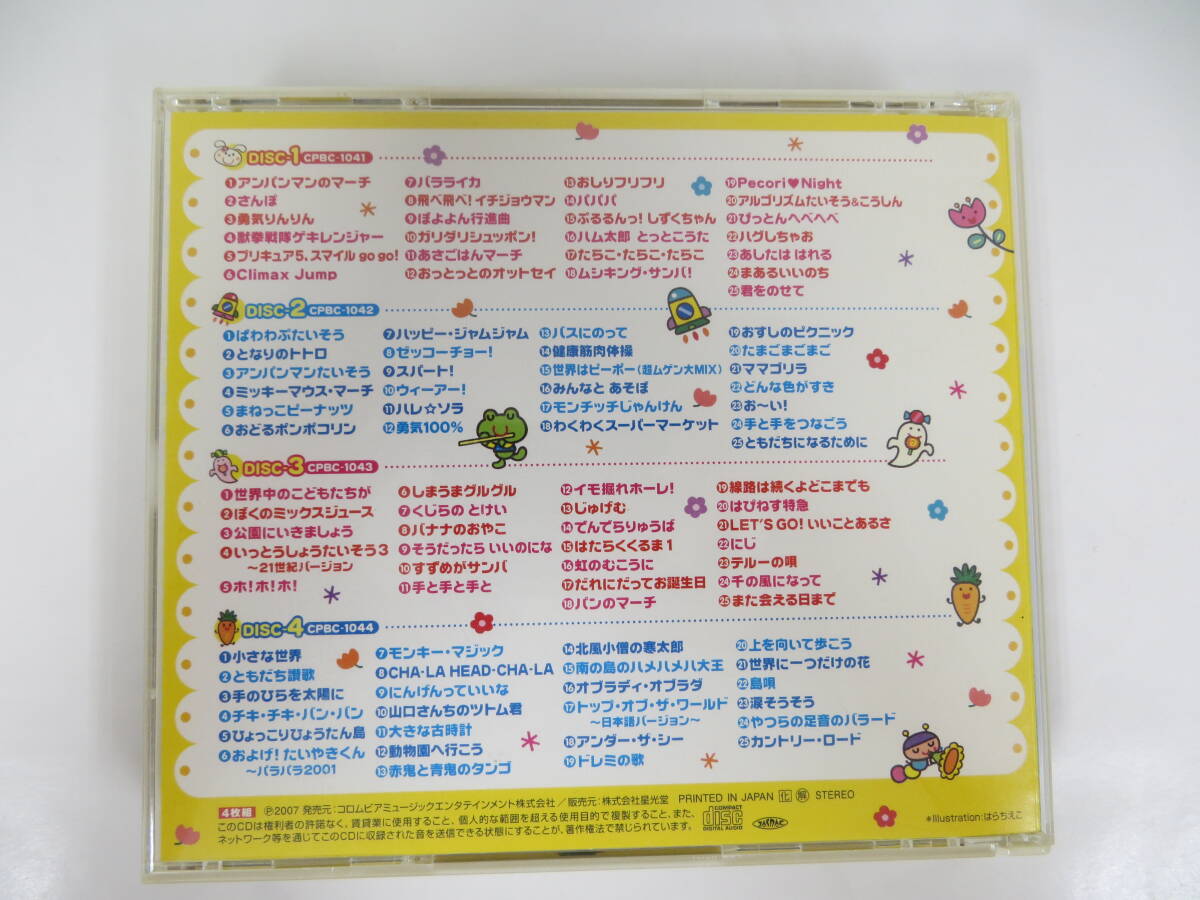 DISC-1 CPBC-1041
①アンパンマンのマーチ
②さんぽ
③勇気りんりん
④獣拳戦隊ゲキレンジャー
⑤プリキュア5、スマイル go go!
⑥Climax Jump
⑦バラライカ
⑧飛べ飛べ!イチジョウマン
⑨ぼよよん行進曲
⑩ガリダリシュッポン!
⑪あさごはんマーチ
⑫おっとっとのオットセイ
⑬おしりフリフリ
⑭パパパ
⑮ぷるるんっ!しずくちゃん
⑯ハム太郎 とっとこうた
⑰たらこ・たらこ・たらこ
⑱ムシキング・サンバ!
⑲Pecori♥Night
⑳アルゴリズムたいそう&こうしん
㉑ぴっとんへべへべ
㉒ハグしちゃお
㉓あしたは はれる
㉔まあるいいのち
㉕君をのせて
DISC-2 CPBC-1042
①ぱわわぷたいそう
②となりのトトロ
③アンパンマンたいそう
④ミッキーマウス・マーチ
⑤まねっこピーナッツ
⑥おどるポンポコリン
⑦ハッピー・ジャムジャム
⑧ゼッコーチョー!
⑨スパート!
⑩ウィーアー!
⑪ハレ☆ソラ
⑫勇気100%
⑬バスにのって
⑭健康筋肉体操
⑮世界はピーポー(超ムゲン大MIX)
⑯みんなと あそぼ
⑰モンチッチじゃんけん
⑱わくわくスーパーマーケット
⑲おすしのピクニック
⑳たまごまごまご
㉑ママゴリラ
㉒どんな色がすき
㉓お〜い!
㉔手と手をつなごう
㉕ともだちになるために
DISC-3 CPBC-1043
①世界中のこどもたちが
②ぼくのミックスジュース
③公園にいきましょう
④いっとうしょうたいそう3
〜21世紀バージョン
⑤ホ!ホ!ホ!
⑥しまうまグルグル
⑦くじらの とけい
⑧バナナのおやこ
⑨そうだったら いいのにな
⑩すずめがサンバ
⑪手と手と手と
⑫イモ掘れホーレ!
⑬じゅげむ
⑭でんでらりゅうば
⑮はたらくくるま1
⑯虹のむこうに
⑰だれにだってお誕生日
⑱パンのマーチ
⑲線路は続くよどこまでも
⑳はぴねす特急
㉑LET'S GO! いいことあるさ
㉒にじ
㉓テルーの唄
㉔千の風になって
㉕また会える日まで
DISC-4 CPBC-1044
①小さな世界
②ともだち讃歌
③手のひらを太陽に
④チキ・チキ・バン・バン
⑤ひょっこりひょうたん島
⑥およげ!たいやきくん
〜パラパラ2001
⑦モンキー・マジック
⑧CHA-LA HEAD-CHA-LA
⑨にんげんっていいな
⑩山口さんちのツトム君
⑪大きな古時計
⑫動物園へ行こう
⑬赤鬼と青鬼のタンゴ
⑭北風小僧の寒太郎
⑮南の島のハメハメハ大王
⑯オブラディ・オブラダ
⑰トップ・オブ・ザ・ワールド
〜日本語バージョン〜
⑱アンダー・ザ・シー
⑲ドレミの歌
⑳上を向いて歩こう
㉑世界に一つだけの花
㉒島唄
㉓涙そうそう
㉔やつらの足音のバラード
㉕カントリー・ロード
4枚組 Ⓟ2007 発売元:コロムビアミュージックエンタテインメント株式会社/販売元:株式会社星光堂 PRINTED IN JAPAN 化 解 STEREO
このCDは権利者の許諾なく、賃貸業に使用すること、個人的な範囲を超える使用目的で複製すること、また、
ネットワーク等を通じてこのCDに収録された音を送信できる状態にすることが、著作権法で禁じられています。
COMPACT disc DIGITAL AUDIO
JASRAC
*Illustration:はらちえこ